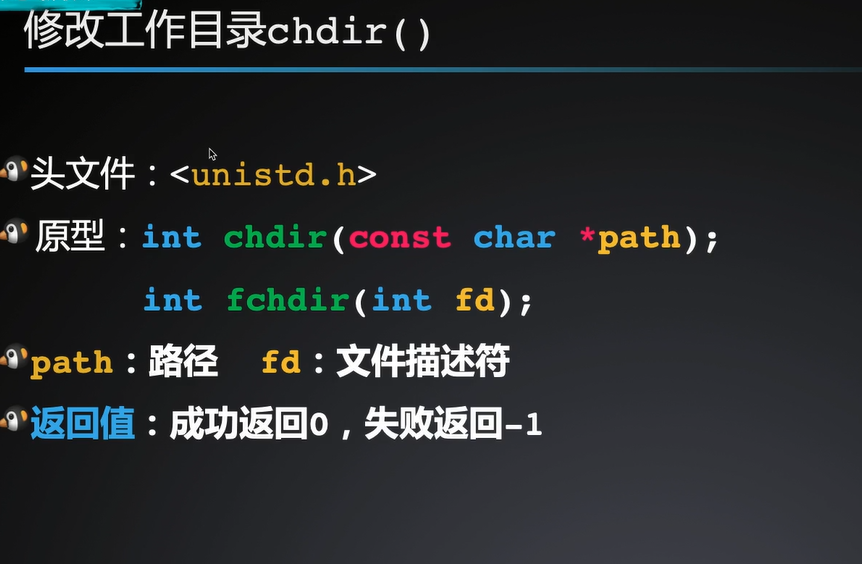 修改工作目录chdir()
头文件：<unistd.h>
原型：int chdir(const char *path);
int fchdir(int fd);
path：路径 fd：文件描述符
返回值：成功返回0，失败返回-1